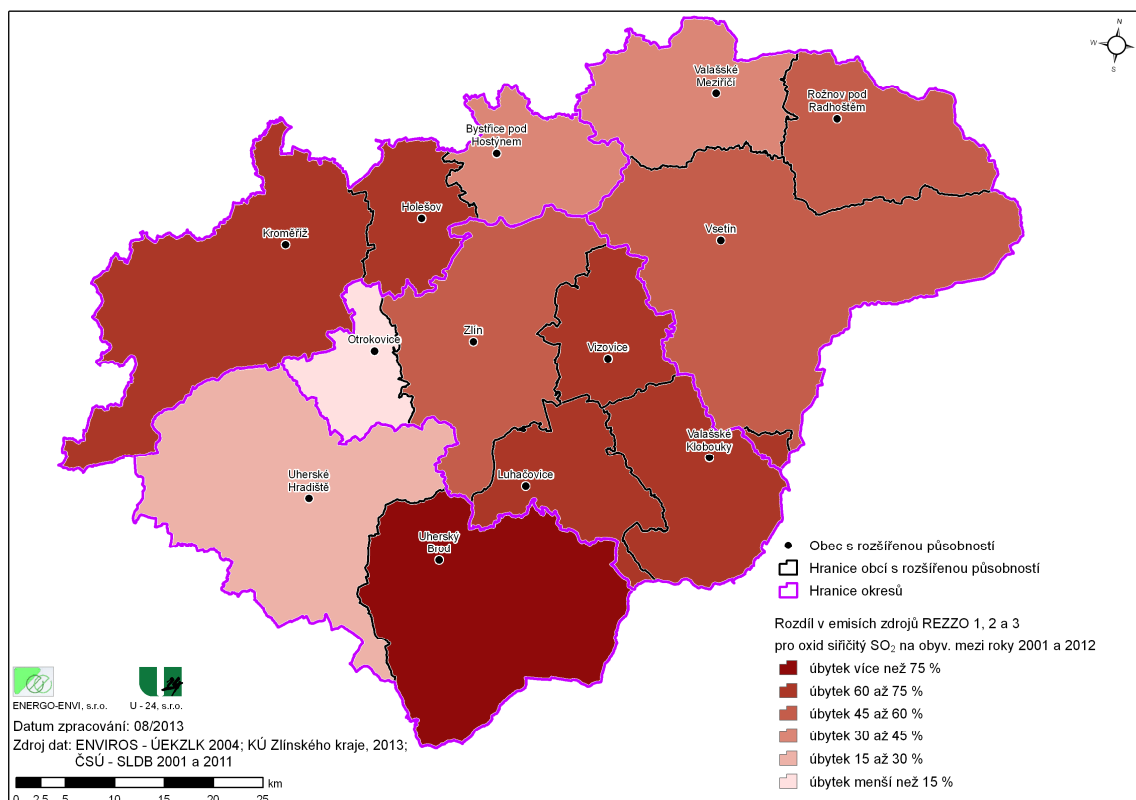 N
W
S
Valašské
Meziříčí
Rožnov pod
Radhoštěm
Bystřice pod
Hostýnem
Holešov
Kroměříž
Vsetín
Zlín
Otrokovice
Vizovice
Valašské
Klobouky
Luhačovice
Uherské
Hradiště
Uherský
Brod
Obec s rozšířenou působností
Hranice obcí s rozšířenou působností
Hranice okresů
Rozdíl v emisích zdrojů REZZO 1, 2 a 3
pro oxid siřičitý SO₂ na obyv. mezi roky 2001 a 2012
úbytek více než 75 %
úbytek 60 až 75 %
úbytek 45 až 60 %
úbytek 30 až 45 %
úbytek 15 až 30 %
úbytek menší než 15 %
ENERGO-ENVI, s.r.o. U - 24, s.r.o.
Datum zpracování: 08/2013
Zdroj dat: ENVIROS - ÚEKZLK 2004; KÚ Zlínského kraje, 2013;
ČSÚ - SLDB 2001 a 2011
km
0 2,5 5 10 15 20 25